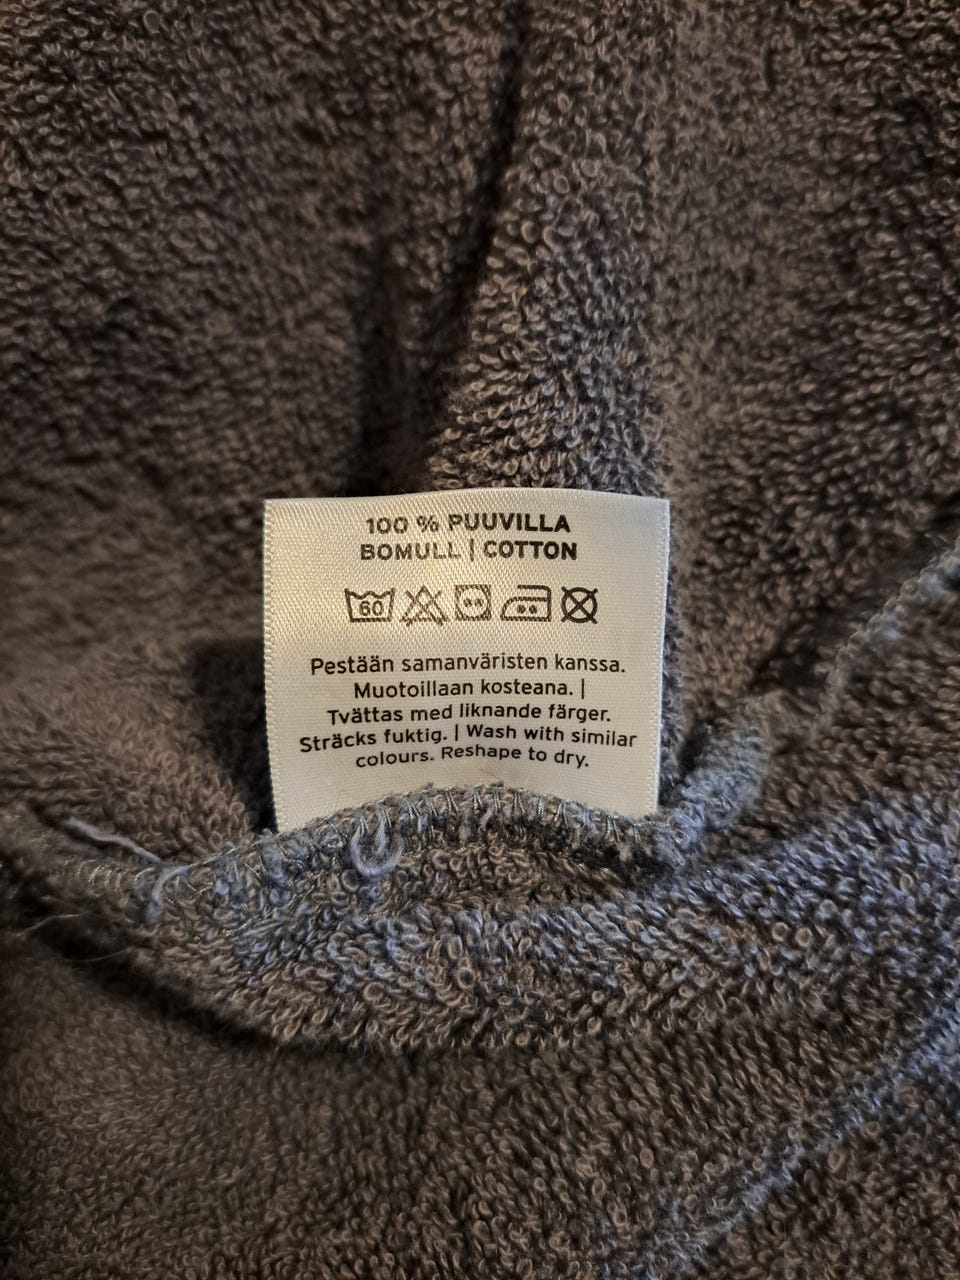 100 % PUUVILLA
BOMULL | COTTON
60
Pestään samanväristen kanssa.
Muotoillaan kosteana. |
Tvättas med liknande färger.
Sträcks fuktig. | Wash with similar
colours. Reshape to dry.